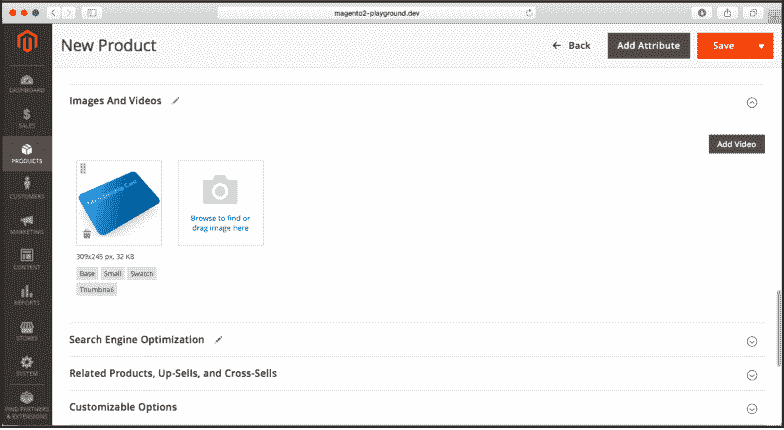 magento2-playground.dev
New Product
← Back
Add Attribute
Save
DASHBOARD
$
SALES
PRODUCTS
CUSTOMERS
MARKETING
CONTENT
REPORTS
STORES
SYSTEM
FIND PARTNERS
& EXTENSIONS
Images And Videos
Add Video
Card
Browse to find or
drag image here
309x245 px, 32 KB
Base Small Swatch
Thumbnail
Search Engine Optimization
Related Products, Up-Sells, and Cross-Sells
Customizable Options